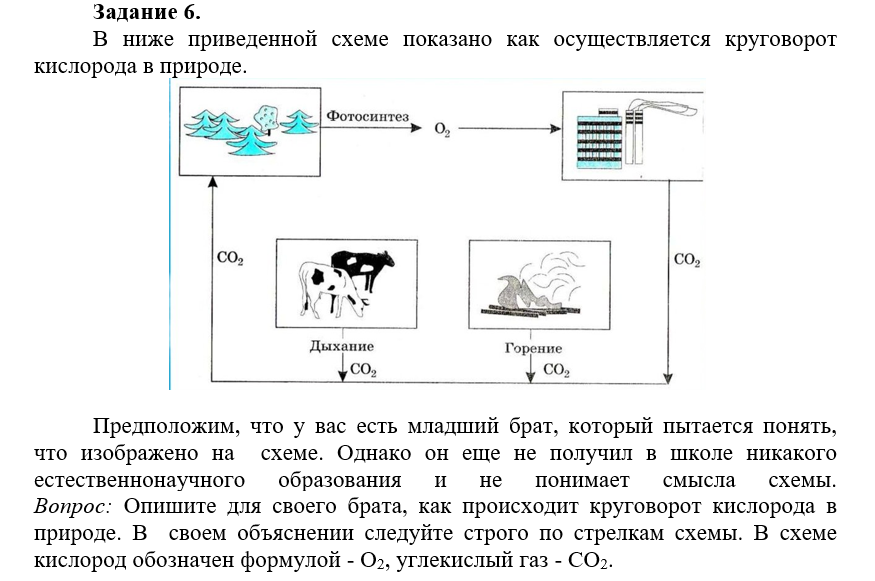 Задание 6.
В ниже приведенной схеме показано как осуществляется круговорот
кислорода в природе.
Фотосинтез
O₂
CO₂
CO₂
Дыхание
CO₂
Горение
CO₂
Предположим, что у вас есть младший брат, который пытается понять,
что изображено на схеме. Однако он еще не получил в школе никакого
естественнонаучного образования и не понимает смысла схемы.
Вопрос: Опишите для своего брата, как происходит круговорот кислорода в
природе. В своем объяснении следуйте строго по стрелкам схемы. В схеме
кислород обозначен формулой - O₂, углекислый газ - CO₂.